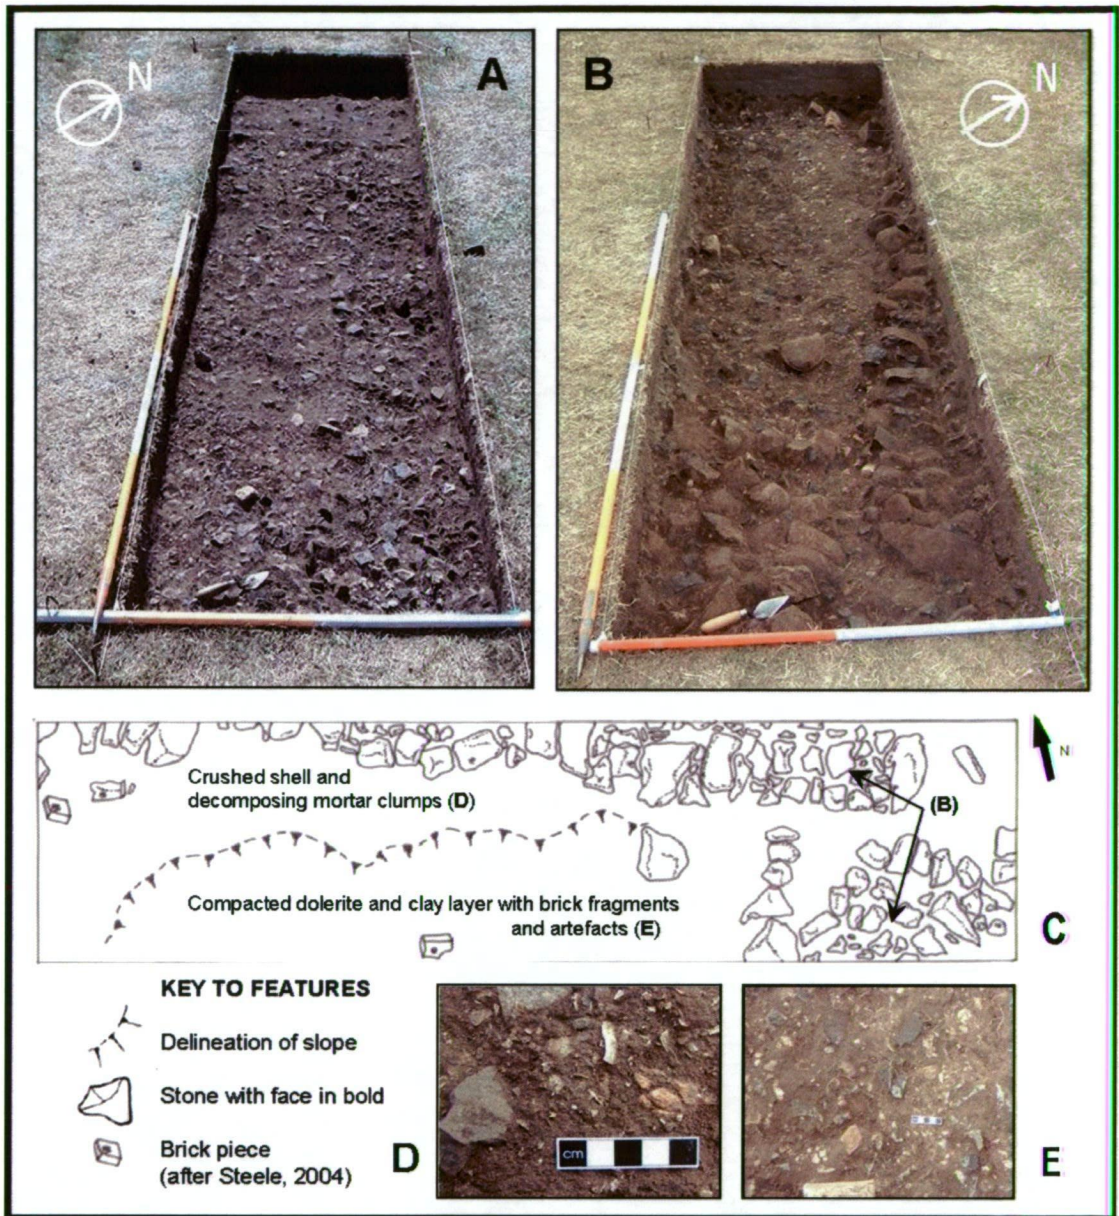 N
A
B
N
N
Crushed shell and
decomposing mortar clumps (D)
(B)
Compacted dolerite and clay layer with brick fragments
and artefacts (E)
C
KEY TO FEATURES
Delineation of slope
Stone with face in bold
Brick piece
(after Steele, 2004)
D
cm
E